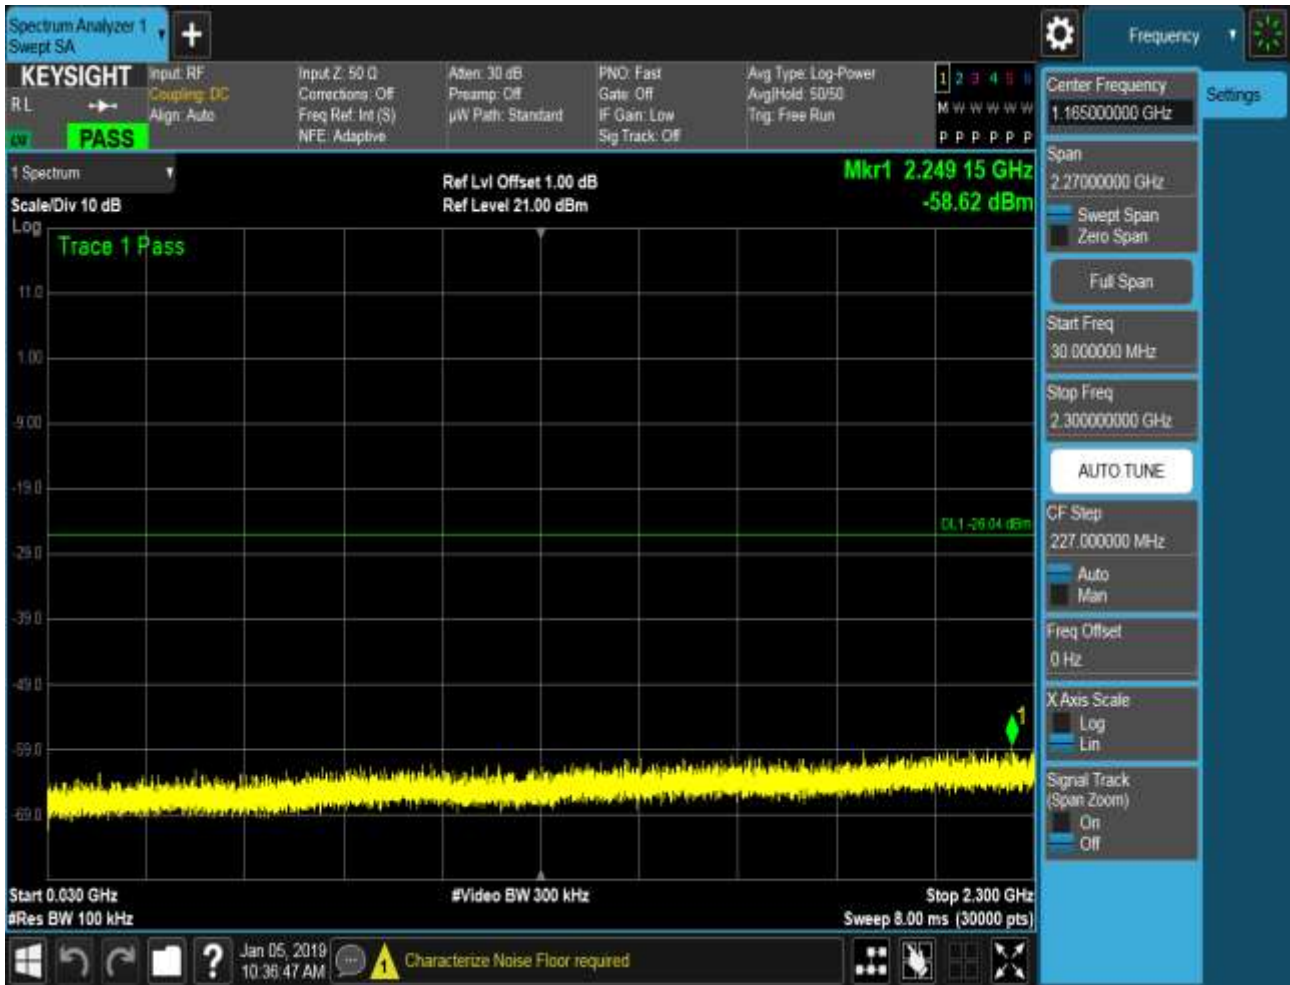 Spectrum Analyzer 1
Swept SA
Frequency
KEYSIGHT
RL
PASS
Input: RF
Coupling: DC
Align: Auto
Input Z: 50 Ω
Corrections: Off
Freq Ref: Int (S)
NFE: Adaptive
Atten: 30 dB
Preamp: Off
µW Path: Standard
PNO: Fast
Gate: Off
IF Gain: Low
Sig Track: Off
Avg Type: Log-Power
Avg|Hold: 50/50
Trig: Free Run
1 2 3 4 5 6
M W W W W W
P P P P P P
1 Spectrum
Scale/Div 10 dB
Ref Lvl Offset 1.00 dB
Ref Level 21.00 dBm
Mkr1 2.249 15 GHz
-58.62 dBm
Log
Trace 1 Pass
11.0
1.00
-9.00
-19.0
DL1 -26.04 dBm
-29.0
-39.0
-49.0
1
-59.0
-69.0
Start 0.030 GHz
#Video BW 300 kHz
Stop 2.300 GHz
#Res BW 100 kHz
Sweep 8.00 ms (30000 pts)
Jan 05, 2019
10:36:47 AM
?
1
Characterize Noise Floor required
Center Frequency
1.165000000 GHz
Settings
Span
2.27000000 GHz
Swept Span
Zero Span
Full Span
Start Freq
30.000000 MHz
Stop Freq
2.300000000 GHz
AUTO TUNE
CF Step
227.000000 MHz
Auto
Man
Freq Offset
0 Hz
X Axis Scale
Log
Lin
Signal Track
(Span Zoom)
On
Off